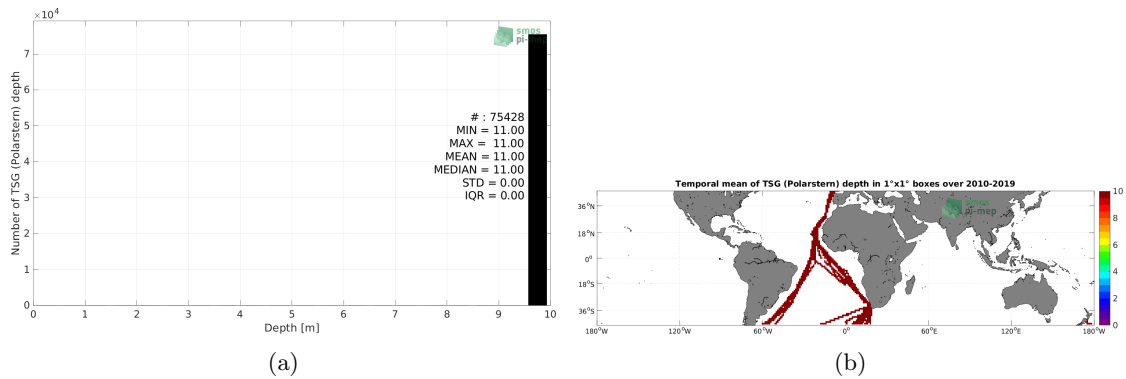 ×10⁴
8
7
6
5
4
3
2
1
0
Number of TSG (Polarstern) depth
smos
pi-mep
# : 75428
MIN = 11.00
MAX = 11.00
MEAN = 11.00
MEDIAN = 11.00
STD = 0.00
IQR = 0.00
0 1 2 3 4 5 6 7 8 9 10
Depth [m]
(a)
Temporal mean of TSG (Polarstern) depth in 1°x1° boxes over 2010-2019
smos
pi-mep
36°N
18°N
0°
18°S
36°S
180°W 120°W 60°W 0° 60°E 120°E 180°W
10
8
6
4
2
0
(b)